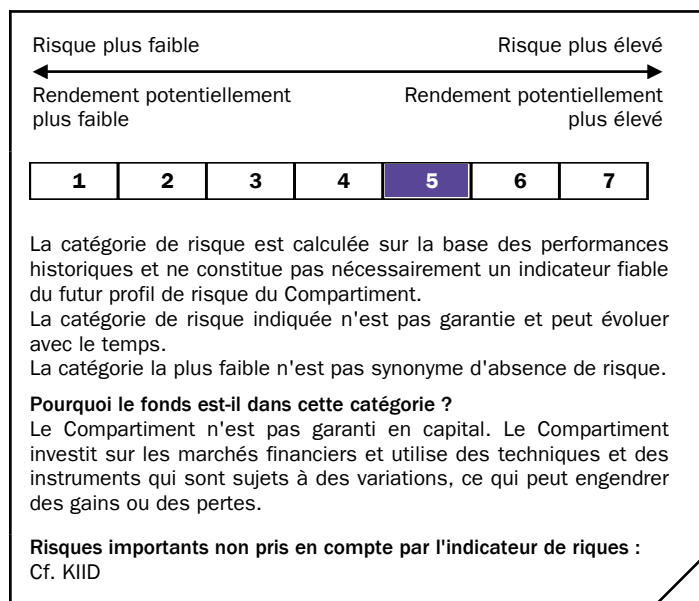 Risque plus faible Risque plus élevé
Rendement potentiellement plus faible Rendement potentiellement plus élevé
1 2 3 4 5 6 7
La catégorie de risque est calculée sur la base des performances
historiques et ne constitue pas nécessairement un indicateur fiable
du futur profil de risque du Compartiment.
La catégorie de risque indiquée n'est pas garantie et peut évoluer
avec le temps.
La catégorie la plus faible n'est pas synonyme d'absence de risque.
Pourquoi le fonds est-il dans cette catégorie ?
Le Compartiment n'est pas garanti en capital. Le Compartiment
investit sur les marchés financiers et utilise des techniques et des
instruments qui sont sujets à des variations, ce qui peut engendrer
des gains ou des pertes.
Risques importants non pris en compte par l'indicateur de riques :
Cf. KIID